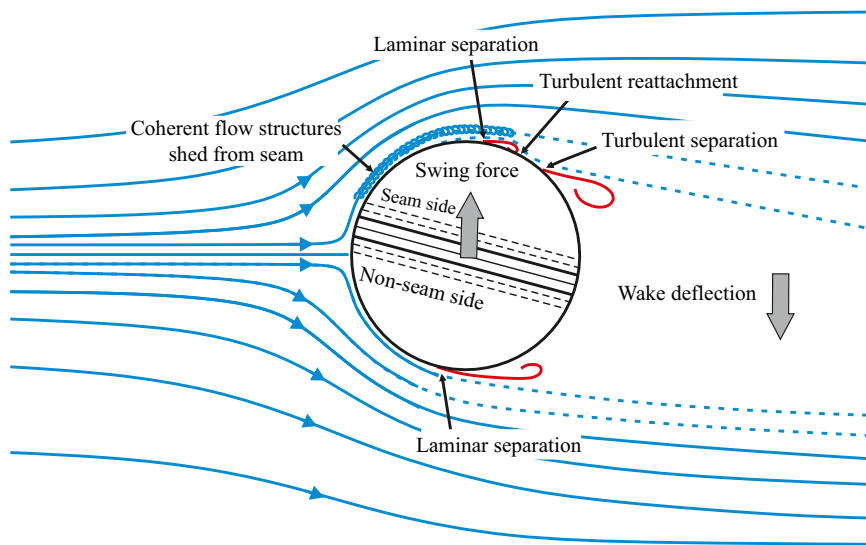 Laminar separation
Turbulent reattachment
Coherent flow structures
shed from seam
Turbulent separation
Swing force
Seam side
Non-seam side
Wake deflection
Laminar separation